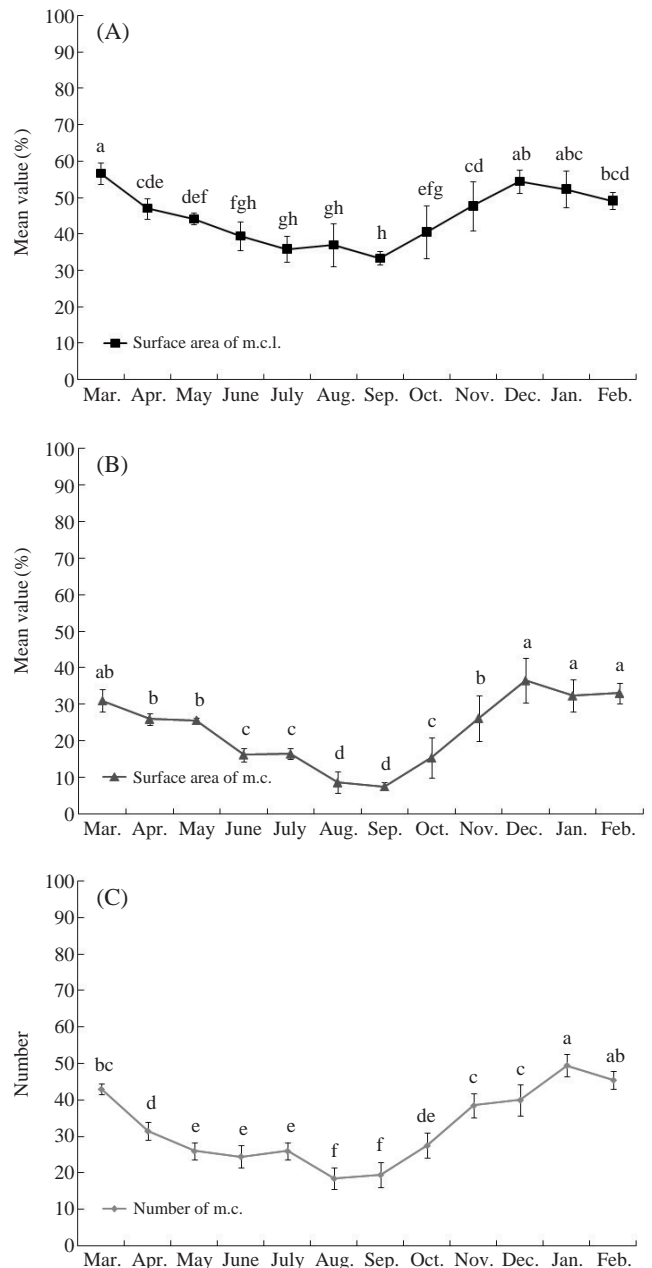 (A)
Mean value (%)
100
90
80
70
60
50
40
30
20
10
0
a
cde
def
fgh
gh
gh
h
efg
cd
ab
abc
bcd
Surface area of m.c.l.
Mar. Apr. May June July Aug. Sep. Oct. Nov. Dec. Jan. Feb.
(B)
Mean value (%)
100
90
80
70
60
50
40
30
20
10
0
ab
b
b
c
c
d
d
c
b
a
a
a
Surface area of m.c.
Mar. Apr. May June July Aug. Sep. Oct. Nov. Dec. Jan. Feb.
(C)
Number
100
90
80
70
60
50
40
30
20
10
0
bc
d
e
e
e
f
f
de
c
c
a
ab
Number of m.c.
Mar. Apr. May June July Aug. Sep. Oct. Nov. Dec. Jan. Feb.